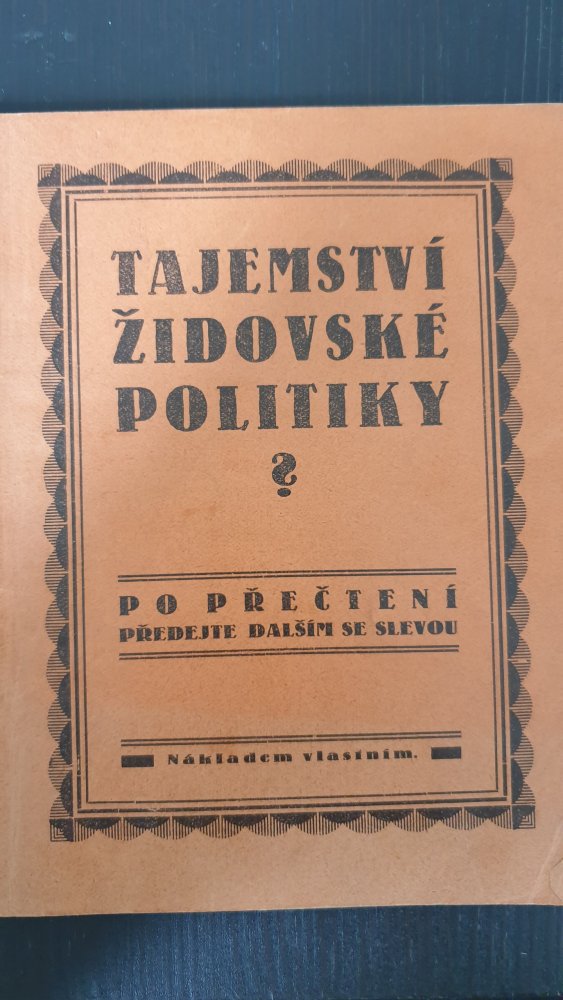 TAJEMSTVÍ
ŽIDOVSKÉ
POLITIKY
?
PO PŘEČTENÍ
PŘEDEJTE DALŠÍM SE SLEVOU
Nákladem vlastním.